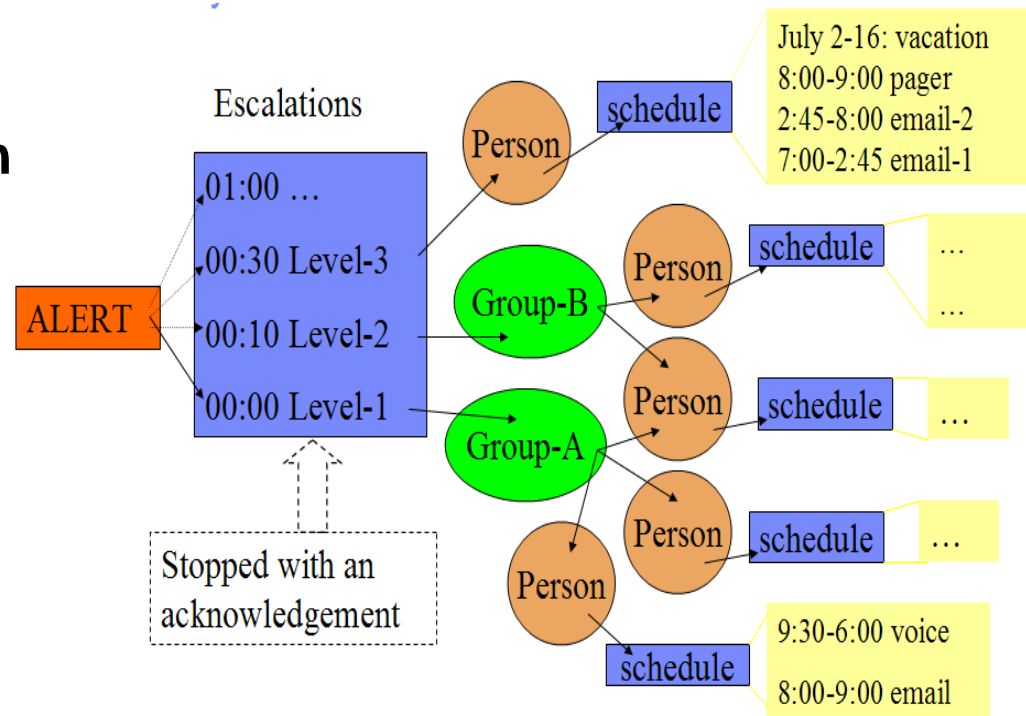 Escalations
ALERT
01:00 …
00:30 Level-3
00:10 Level-2
00:00 Level-1
Stopped with an
acknowledgement
Person
schedule
July 2-16: vacation
8:00-9:00 pager
2:45-8:00 email-2
7:00-2:45 email-1
Group-B
Person
schedule
…
…
Person
schedule
…
Group-A
Person
schedule
…
Person
schedule
9:30-6:00 voice
8:00-9:00 email